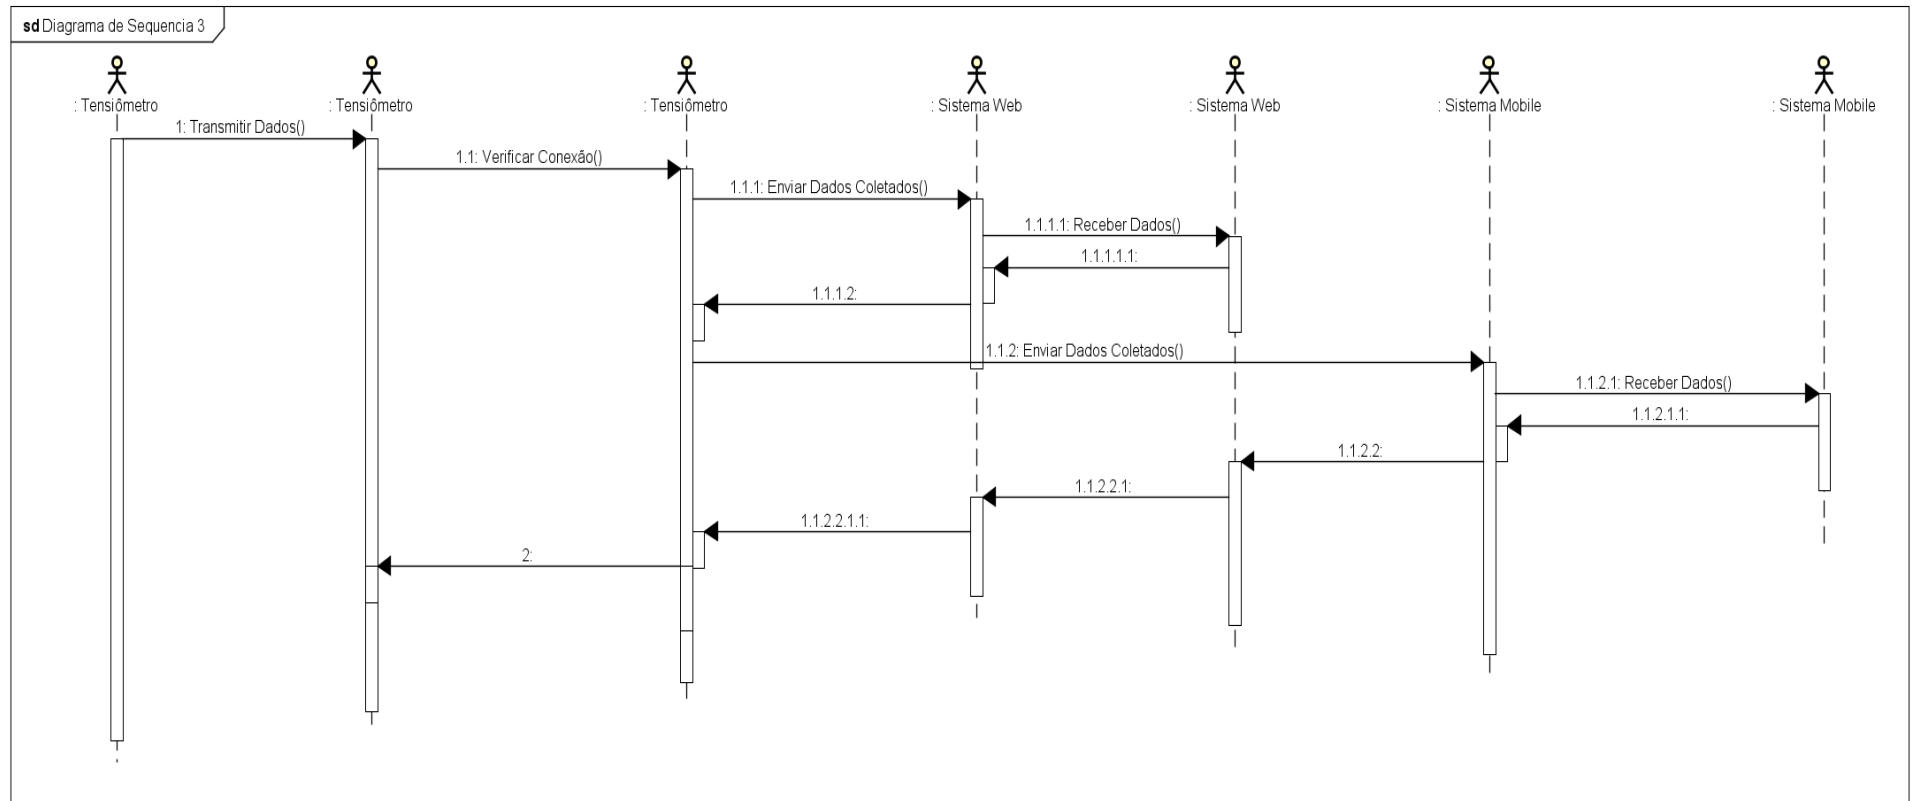 sd Diagrama de Sequencia 3
: Tensiômetro
: Tensiômetro
: Tensiômetro
: Sistema Web
: Sistema Web
: Sistema Mobile
: Sistema Mobile
1: Transmitir Dados()
1.1: Verificar Conexão()
1.1.1: Enviar Dados Coletados()
1.1.1.1: Receber Dados()
1.1.1.1.1:
1.1.1.2:
1.1.2: Enviar Dados Coletados()
1.1.2.1: Receber Dados()
1.1.2.1.1:
1.1.2.2:
1.1.2.2.1:
1.1.2.2.1.1:
2: